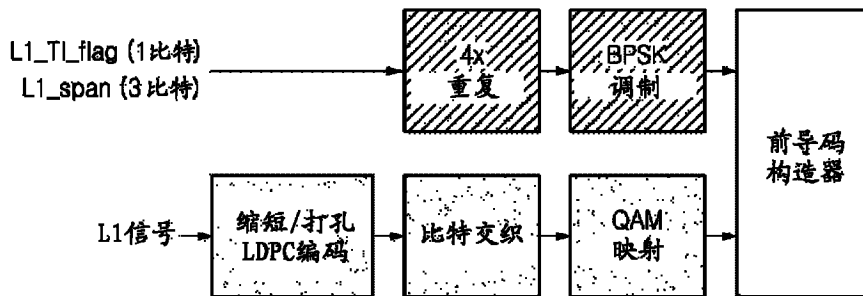 L1_TI_flag (1比特)
L1_span (3比特)
4x
重复
BPSK
调制
前导码
构造器
L1信号
缩短/打孔
LDPC编码
比特交织
QAM
映射